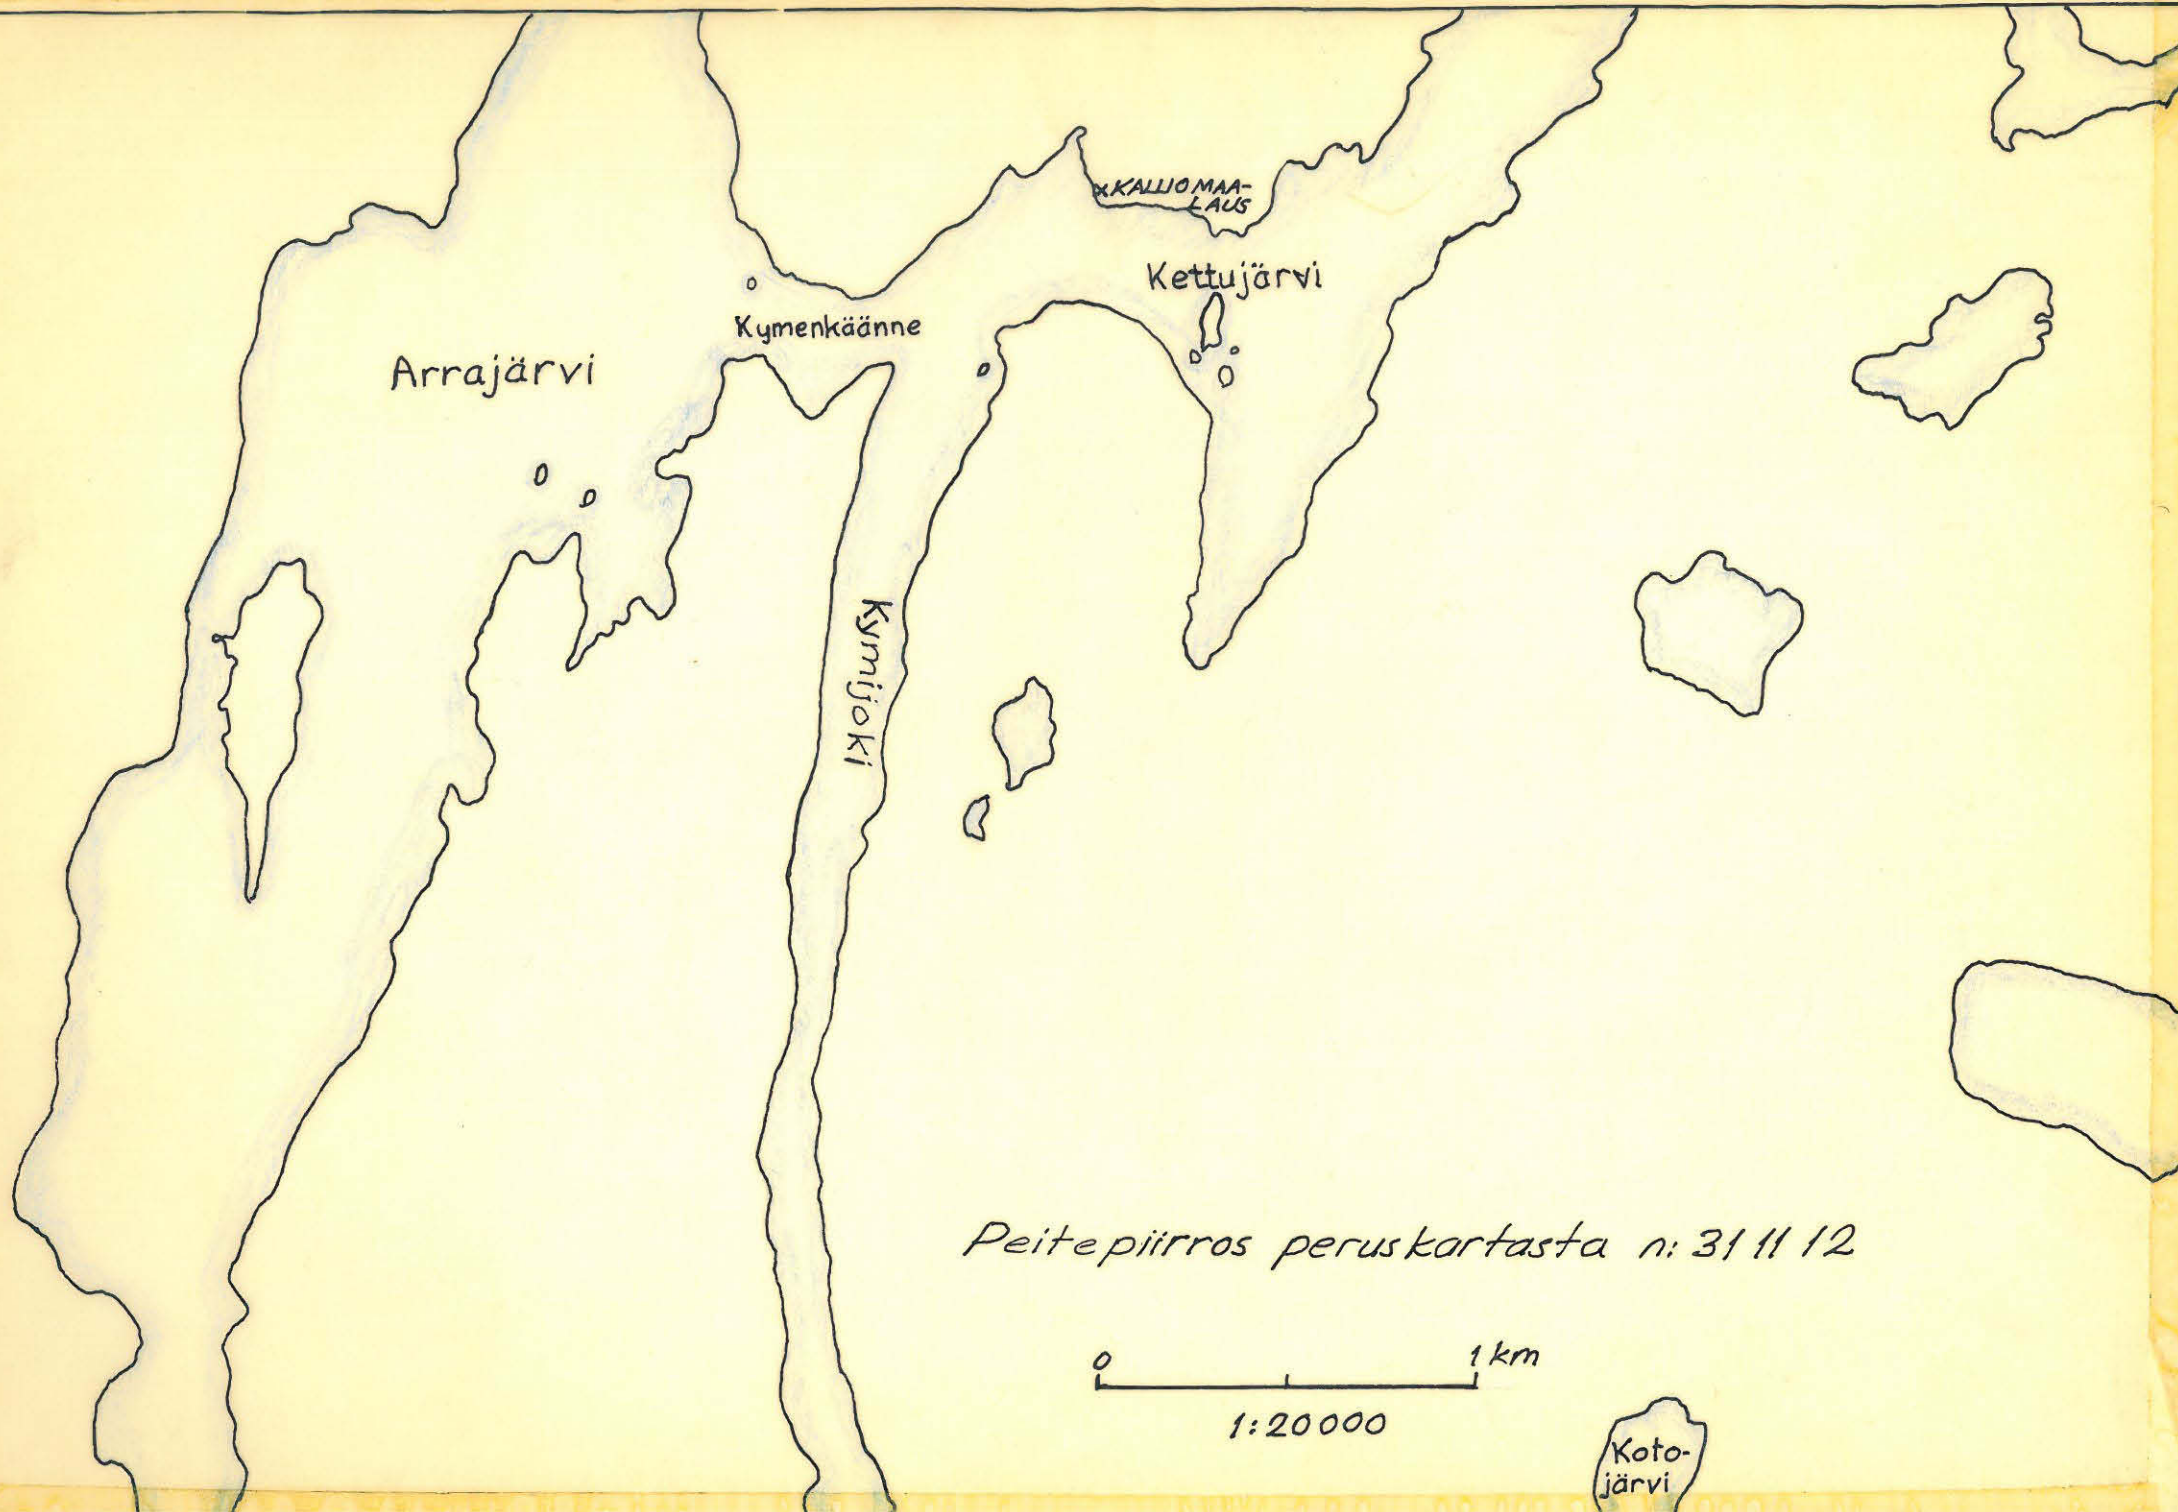 ×KALLIOMAA-
LAUS
Kettujärvi
Kymenkäänne
Arrajärvi
Kymijoki
Peitepiirros peruskartasta n: 31 11 12
0 1 km
1:20000
Koto-
järvi